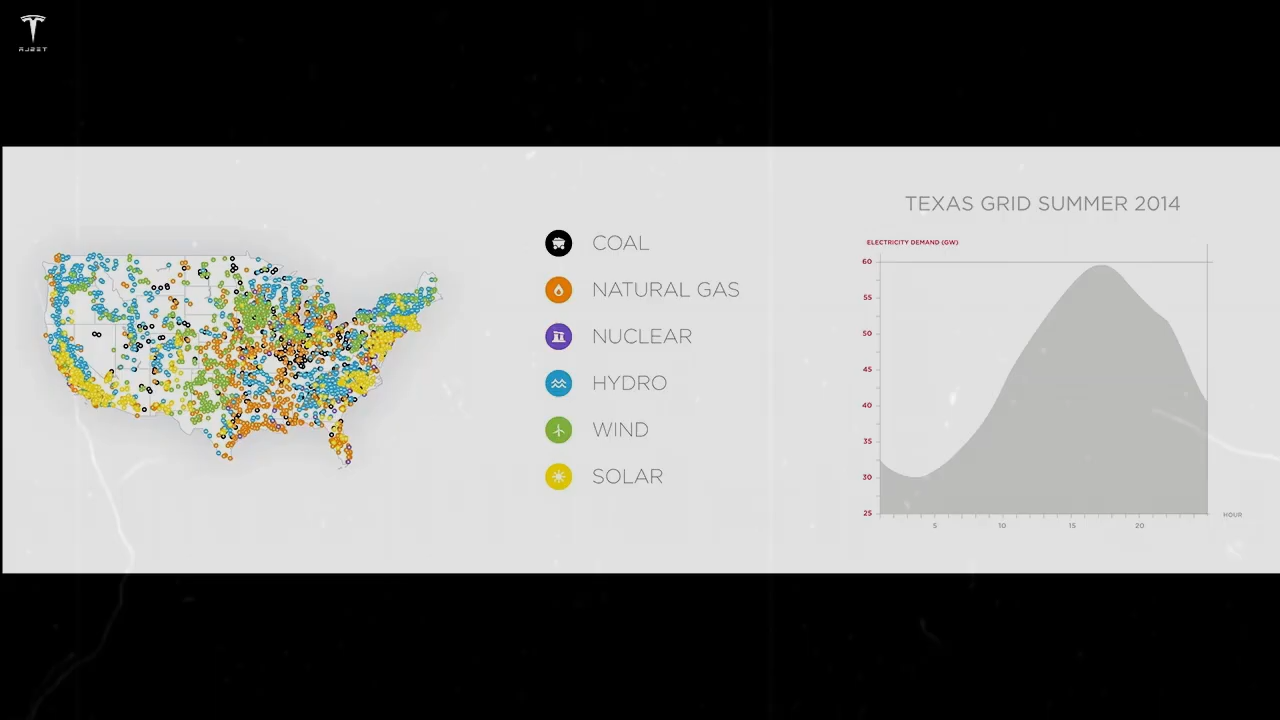 TEXAS GRID SUMMER 2014
COAL
NATURAL GAS
NUCLEAR
HYDRO
WIND
SOLAR
ELECTRICITY DEMAND (GW)
60
55
50
45
40
35
30
25
5
10
15
20
HOUR